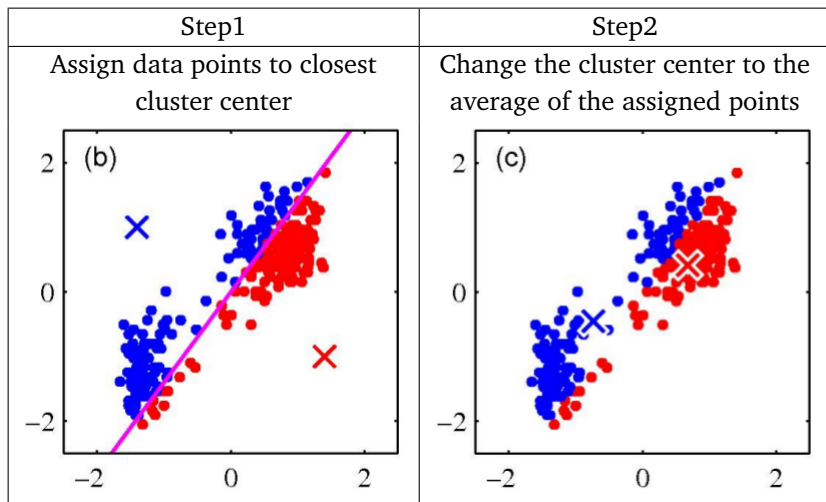 Step1
Step2
Assign data points to closest
cluster center
Change the cluster center to the
average of the assigned points
(b)
2
0
−2
−2
0
2
(c)
2
0
−2
−2
0
2